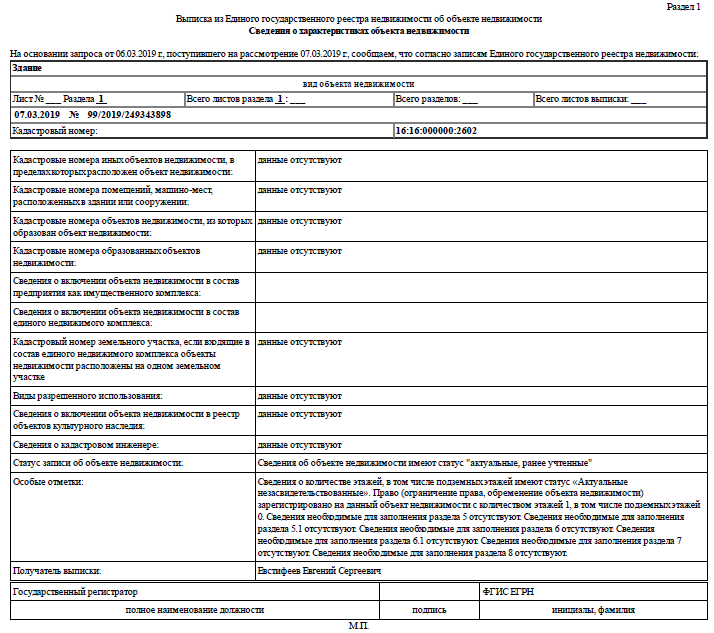 Раздел 1
Выписка из Единого государственного реестра недвижимости об объекте недвижимости
Сведения о характеристиках объекта недвижимости
На основании запроса от 06.03.2019 г., поступившего на рассмотрение 07.03.2019 г., сообщаем, что согласно записям Единого государственного реестра недвижимости:
Здание
вид объекта недвижимости
Лист № ___ Раздела 1 Всего листов раздела 1 : ___ Всего разделов: ___ Всего листов выписки: ___
07.03.2019 № 99/2019/249343898
Кадастровый номер: 16:16:000000:2602
Кадастровые номера иных объектов недвижимости, в данные отсутствуют
пределах которых расположен объект недвижимости:
Кадастровые номера помещений, машино-мест, данные отсутствуют
расположенных в здании или сооружении:
Кадастровые номера объектов недвижимости, из которых данные отсутствуют
образован объект недвижимости:
Кадастровые номера образованных объектов данные отсутствуют
недвижимости:
Сведения о включении объекта недвижимости в состав
предприятия как имущественного комплекса:
Сведения о включении объекта недвижимости в состав
единого недвижимого комплекса:
Кадастровый номер земельного участка, если входящие в данные отсутствуют
состав единого недвижимого комплекса объекты
недвижимости расположены на одном земельном
участке
Виды разрешенного использования: данные отсутствуют
Сведения о включении объекта недвижимости в реестр данные отсутствуют
объектов культурного наследия:
Сведения о кадастровом инженере: данные отсутствуют
Статус записи об объекте недвижимости: Сведения об объекте недвижимости имеют статус "актуальные, ранее учтенные"
Особые отметки: Сведения о количестве этажей, в том числе подземных этажей имеют статус «Актуальные
незасвидетельствованные». Право (ограничение права, обременение объекта недвижимости)
зарегистрировано на данный объект недвижимости с количеством этажей 1, в том числе подземных этажей
0. Сведения необходимые для заполнения раздела 5 отсутствуют. Сведения необходимые для заполнения
раздела 5.1 отсутствуют. Сведения необходимые для заполнения раздела 6 отсутствуют. Сведения
необходимые для заполнения раздела 6.1 отсутствуют. Сведения необходимые для заполнения раздела 7
отсутствуют. Сведения необходимые для заполнения раздела 8 отсутствуют.
Получатель выписки: Евстифеев Евгений Сергеевич
Государственный регистратор ФГИС ЕГРН
полное наименование должности подпись инициалы, фамилия
М.П.